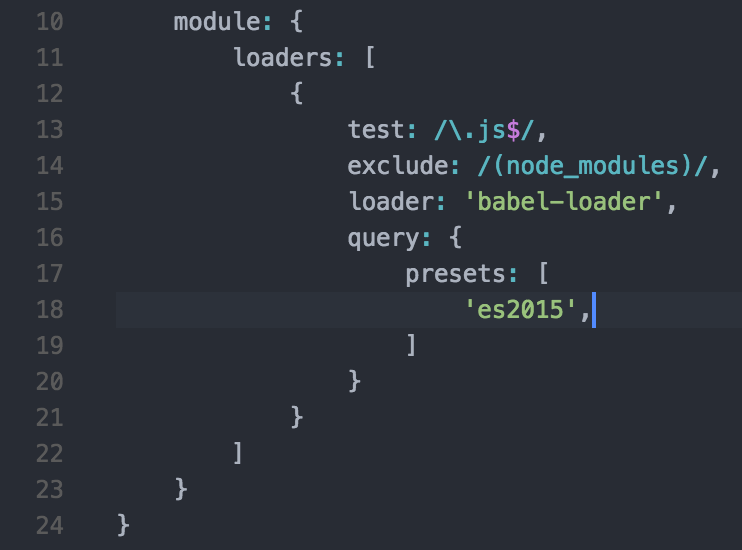 10 module: {
11 loaders: [
12 {
13 test: /\.js$/,
14 exclude: /(node_modules)/,
15 loader: 'babel-loader',
16 query: {
17 presets: [
18 'es2015',
19 ]
20 }
21 }
22 ]
23 }
24 }